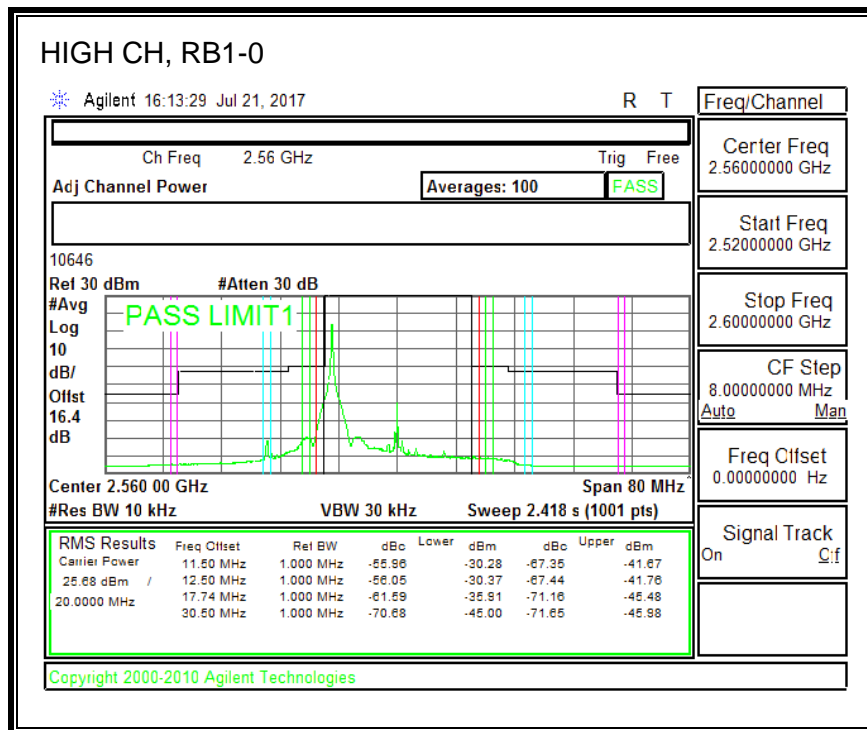 HIGH CH, RB1-0
Agilent 16:13:29 Jul 21, 2017 R T
Freq/Channel
Ch Freq 2.56 GHz Trig Free
Adj Channel Power Averages: 100 PASS
Center Freq
2.56000000 GHz
Start Freq
2.52000000 GHz
10646
Ref 30 dBm #Atten 30 dB
#Avg
Log
10
dB/
Offst
16.4
dB
PASS LIMIT1
Stop Freq
2.60000000 GHz
CF Step
8.00000000 MHz
Auto Man
Freq Offset
0.00000000 Hz
Center 2.560 00 GHz Span 80 MHz
#Res BW 10 kHz VBW 30 kHz Sweep 2.418 s (1001 pts)
Signal Track
On Off
RMS Results Freq Offset Ref BW dBc Lower dBm dBc Upper dBm
Carrier Power 11.50 MHz 1.000 MHz -55.96 -30.28 -67.35 -41.67
25.68 dBm / 12.50 MHz 1.000 MHz -56.05 -30.37 -67.44 -41.76
20.0000 MHz 17.74 MHz 1.000 MHz -61.59 -35.91 -71.16 -45.48
30.50 MHz 1.000 MHz -70.68 -45.00 -71.65 -45.98
Copyright 2000-2010 Agilent Technologies